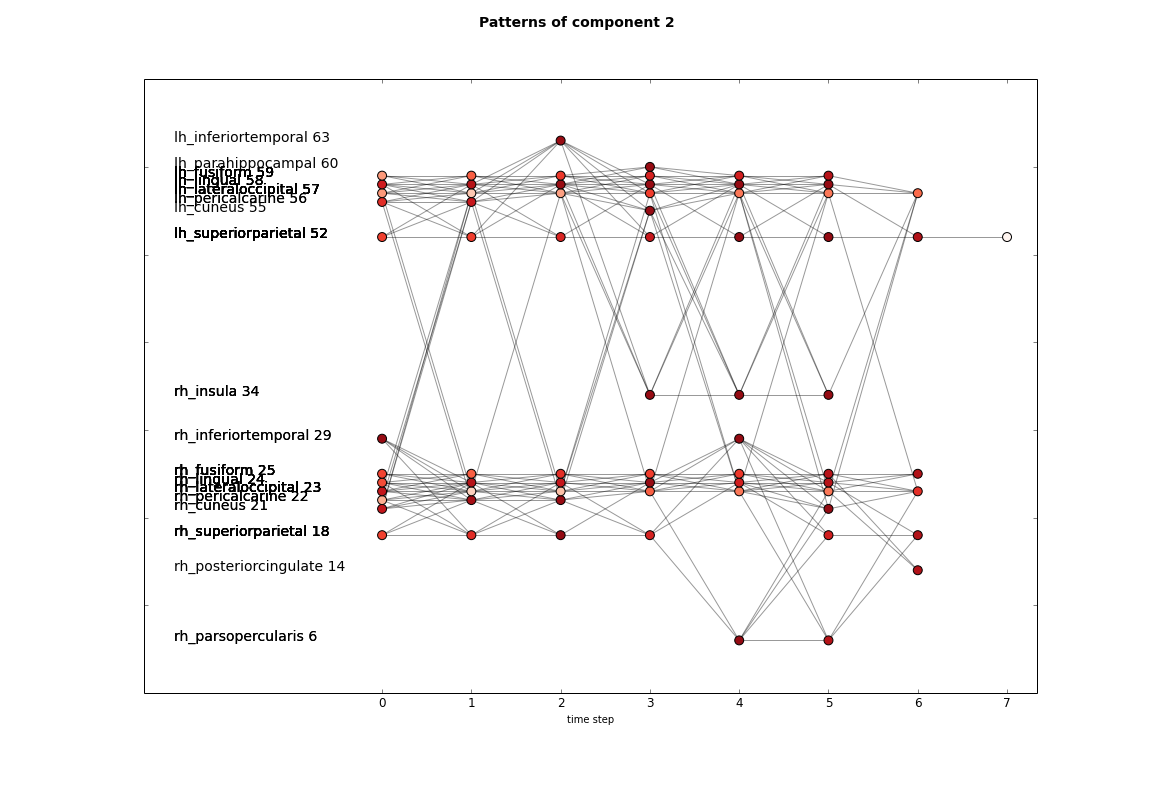 Patterns of component 2
lh_inferiortemporal 63
lh_parahippocampal 60
lh_fusiform 59
lh_lingual 58
lh_lateraloccipital 57
lh_pericalcarine 56
lh_cuneus 55
lh_superiorparietal 52
rh_insula 34
rh_inferiortemporal 29
rh_fusiform 25
rh_lingual 24
rh_lateraloccipital 23
rh_pericalcarine 22
rh_cuneus 21
rh_superiorparietal 18
rh_posteriorcingulate 14
rh_parsopercularis 6
0 1 2 3 4 5 6 7
time step